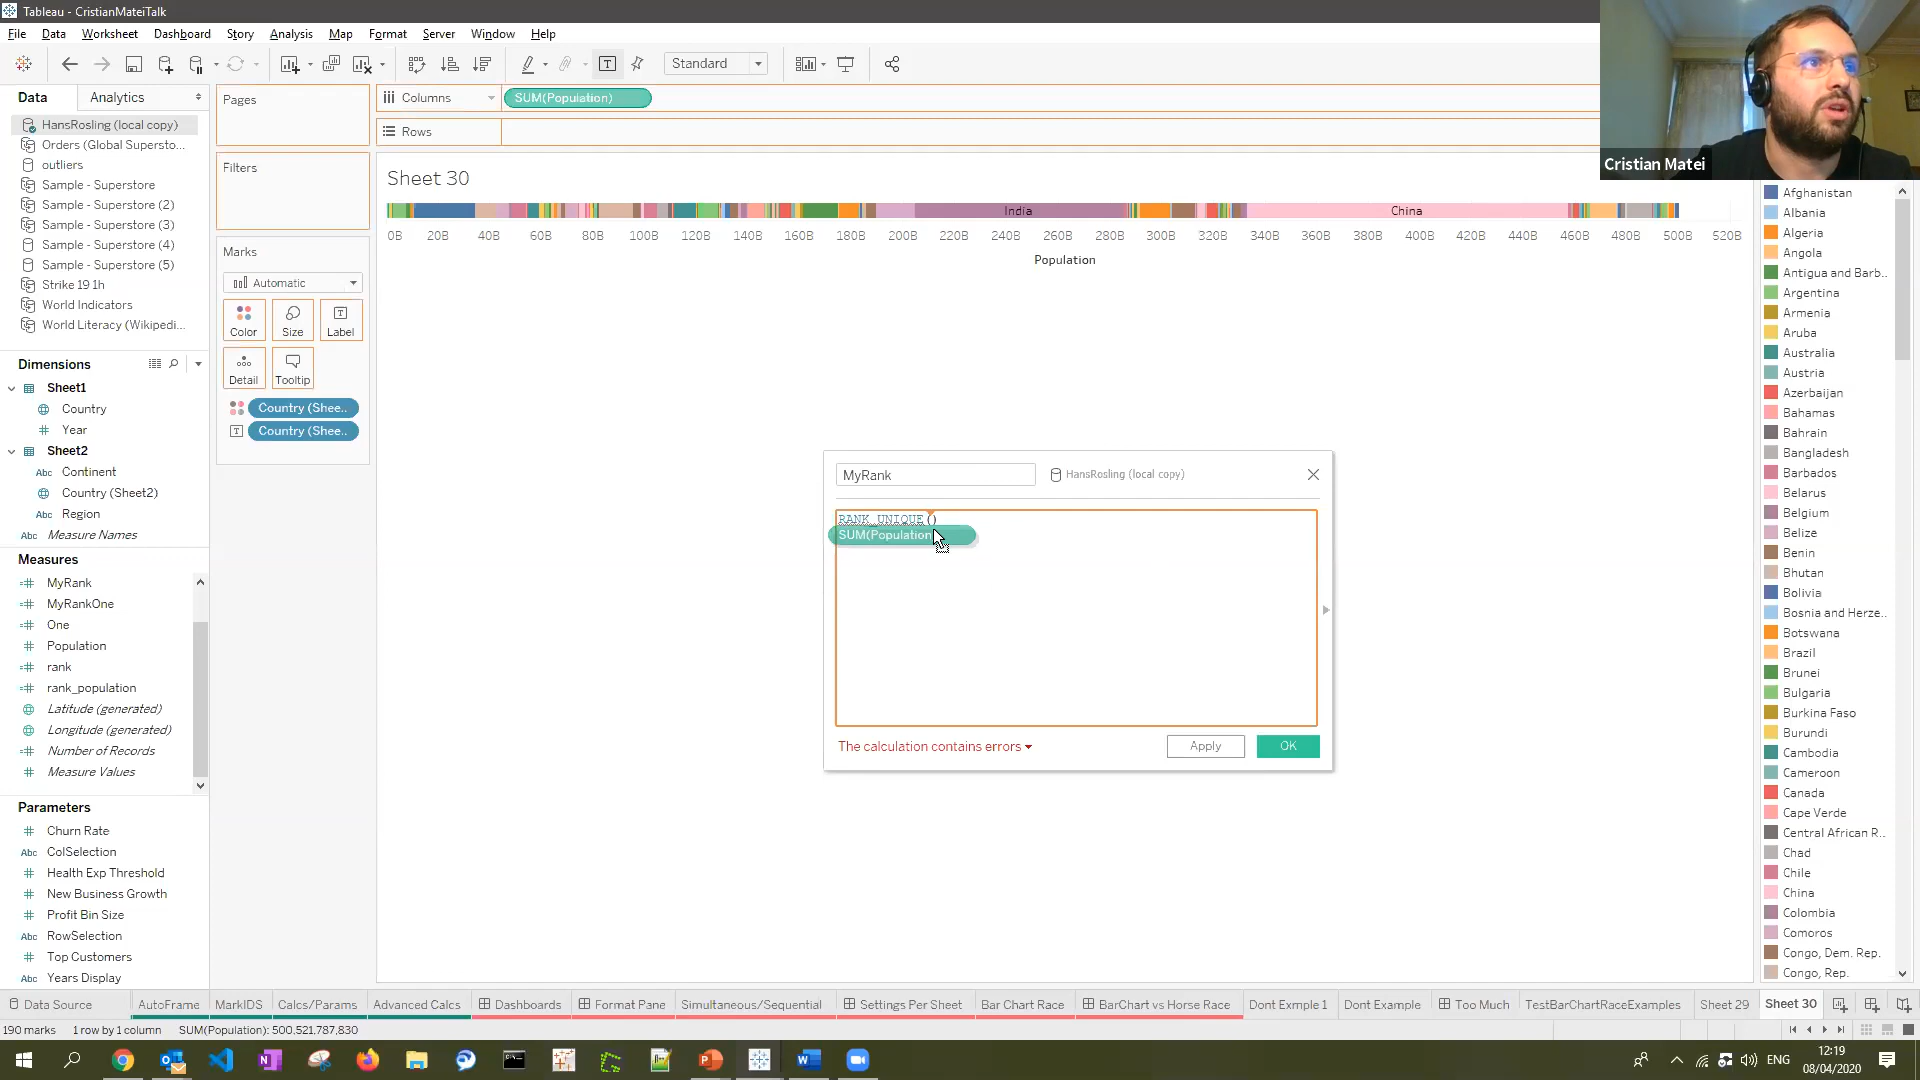 Tableau - CristianMateiTalk
File Data Worksheet Dashboard Story Analysis Map Format Server Window Help
Standard
Data
Analytics
HansRosling (local copy)
Orders (Global Supersto...
outliers
Sample - Superstore
Sample - Superstore (2)
Sample - Superstore (3)
Sample - Superstore (4)
Sample - Superstore (5)
Strike 19 1h
World Indicators
World Literacy (Wikipedi...
Dimensions
Sheet1
Country
Year
Sheet2
Abc Continent
Country (Sheet2)
Abc Region
Abc Measure Names
Measures
MyRank
MyRankOne
One
Population
rank
rank_population
Latitude (generated)
Longitude (generated)
Number of Records
Measure Values
Parameters
Churn Rate
Abc ColSelection
Health Exp Threshold
New Business Growth
Profit Bin Size
Abc RowSelection
Top Customers
Abc Years Display
Pages
Filters
Marks
Automatic
Color Size Label
Detail Tooltip
Country (Shee..
Country (Shee..
Columns SUM(Population)
Rows
Sheet 30
India China
0B 20B 40B 60B 80B 100B 120B 140B 160B 180B 200B 220B 240B 260B 280B 300B 320B 340B 360B 380B 400B 420B 440B 460B 480B 500B 520B
Population
MyRank
HansRosling (local copy)
RANK_UNIQUE()
SUM(Population
The calculation contains errors
Apply
OK
Cristian Matei
Afghanistan
Albania
Algeria
Angola
Antigua and Barb..
Argentina
Armenia
Aruba
Australia
Austria
Azerbaijan
Bahamas
Bahrain
Bangladesh
Barbados
Belarus
Belgium
Belize
Benin
Bhutan
Bolivia
Bosnia and Herze..
Botswana
Brazil
Brunei
Bulgaria
Burkina Faso
Burundi
Cambodia
Cameroon
Canada
Cape Verde
Central African R..
Chad
Chile
China
Colombia
Comoros
Congo, Dem. Rep.
Congo, Rep.
Data Source AutoFrame MarkIDS Calcs/Params Advanced Calcs Dashboards Format Pane Simultaneous/Sequential Settings Per Sheet Bar Chart Race BarChart vs Horse Race Dont Exmple 1 Dont Example Too Much TestBarChartRaceExamples Sheet 29 Sheet 30
190 marks 1 row by 1 column SUM(Population): 500,521,787,830
ENG
12:19
08/04/2020